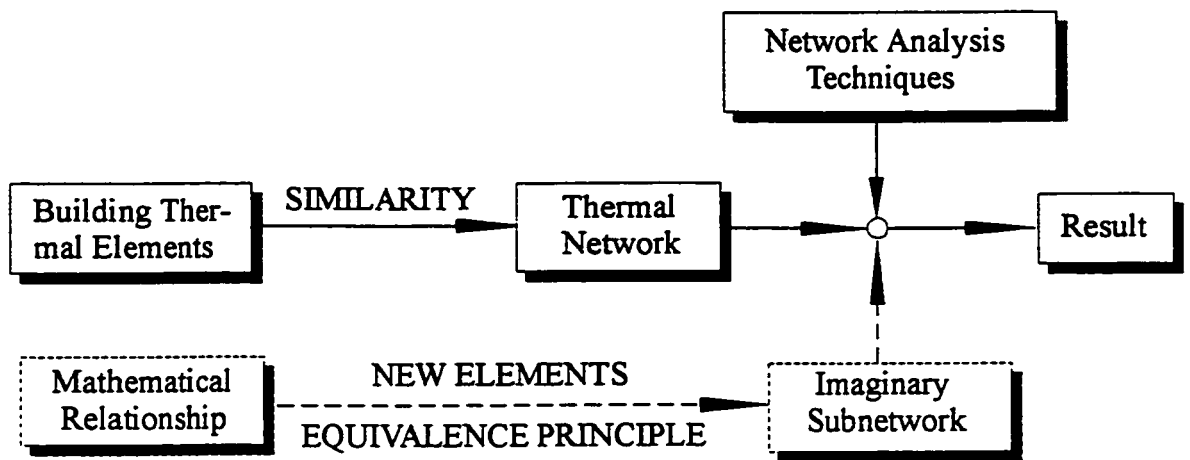 Network Analysis
Techniques
Building Ther-
mal Elements
SIMILARITY
Thermal
Network
Result
Mathematical
Relationship
NEW ELEMENTS
EQUIVALENCE PRINCIPLE
Imaginary
Subnetwork